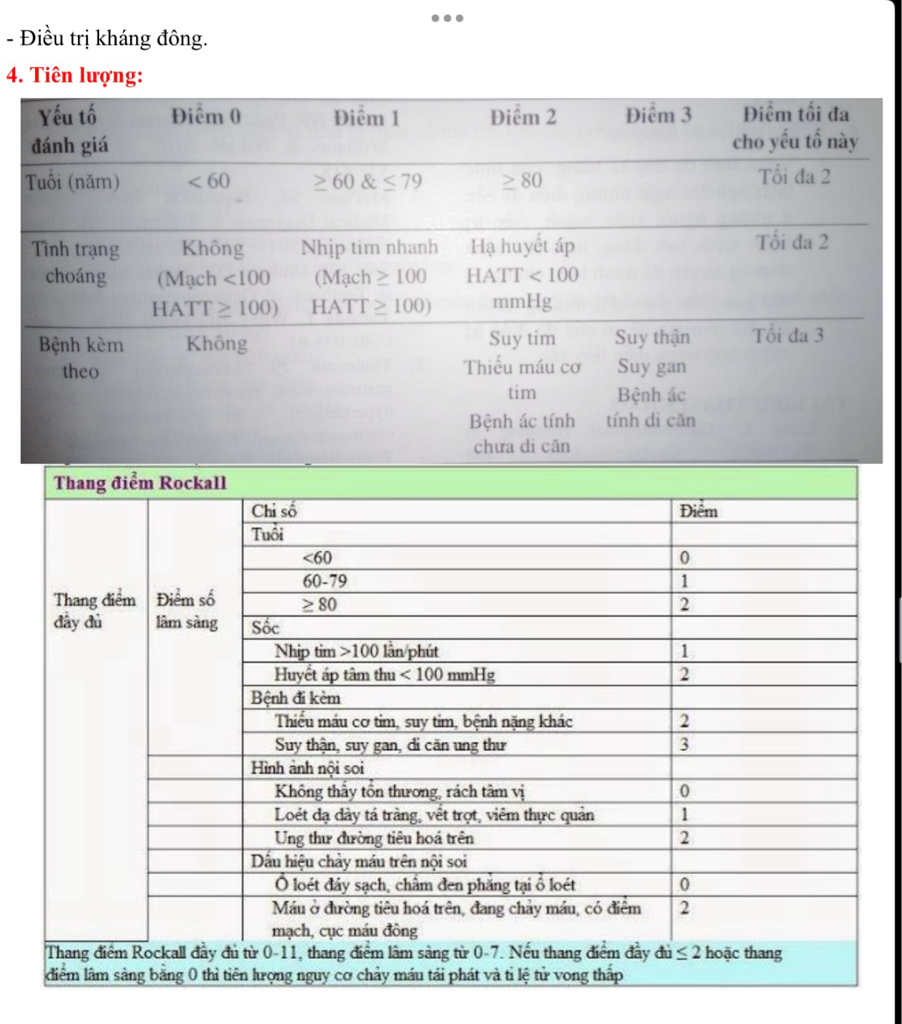 - Điều trị kháng đông.
4. Tiên lượng:
Yếu tố đánh giá Điểm 0 Điểm 1 Điểm 2 Điểm 3 Điểm tối đa cho yếu tố này
Tuổi (năm) < 60 ≥ 60 & ≤ 79 ≥ 80 Tối đa 2
Tình trạng Không Nhịp tim nhanh Hạ huyết áp Tối đa 2
choáng (Mạch <100 (Mạch ≥ 100 HATT < 100
HATT ≥ 100) HATT ≥ 100) mmHg
Bệnh kèm Không Suy tim Suy thận Tối đa 3
theo Thiếu máu cơ Suy gan
tim Bệnh ác
Bệnh ác tính tính di căn
chưa di căn
Thang điểm Rockall
Chỉ số Điểm
Tuổi
<60 0
60-79 1
Thang điểm Điểm số ≥ 80 2
đầy đủ lâm sàng Sốc
Nhịp tim >100 lần/phút 1
Huyết áp tâm thu < 100 mmHg 2
Bệnh đi kèm
Thiếu máu cơ tim, suy tim, bệnh nặng khác 2
Suy thận, suy gan, di căn ung thư 3
Hình ảnh nội soi
Không thấy tổn thương, rách tâm vị 0
Loét dạ dày tá tràng, vết trợt, viêm thực quản 1
Ung thư đường tiêu hoá trên 2
Dấu hiệu chảy máu trên nội soi
Ổ loét đáy sạch, chấm đen phẳng tại ổ loét 0
Máu ở đường tiêu hoá trên, đang chảy máu, có điểm 2
mạch, cục máu đông
Thang điểm Rockall đầy đủ từ 0-11, thang điểm lâm sàng từ 0-7. Nếu thang điểm đầy đủ ≤ 2 hoặc thang
điểm lâm sàng bằng 0 thì tiên lượng nguy cơ chảy máu tái phát và tỉ lệ tử vong thấp